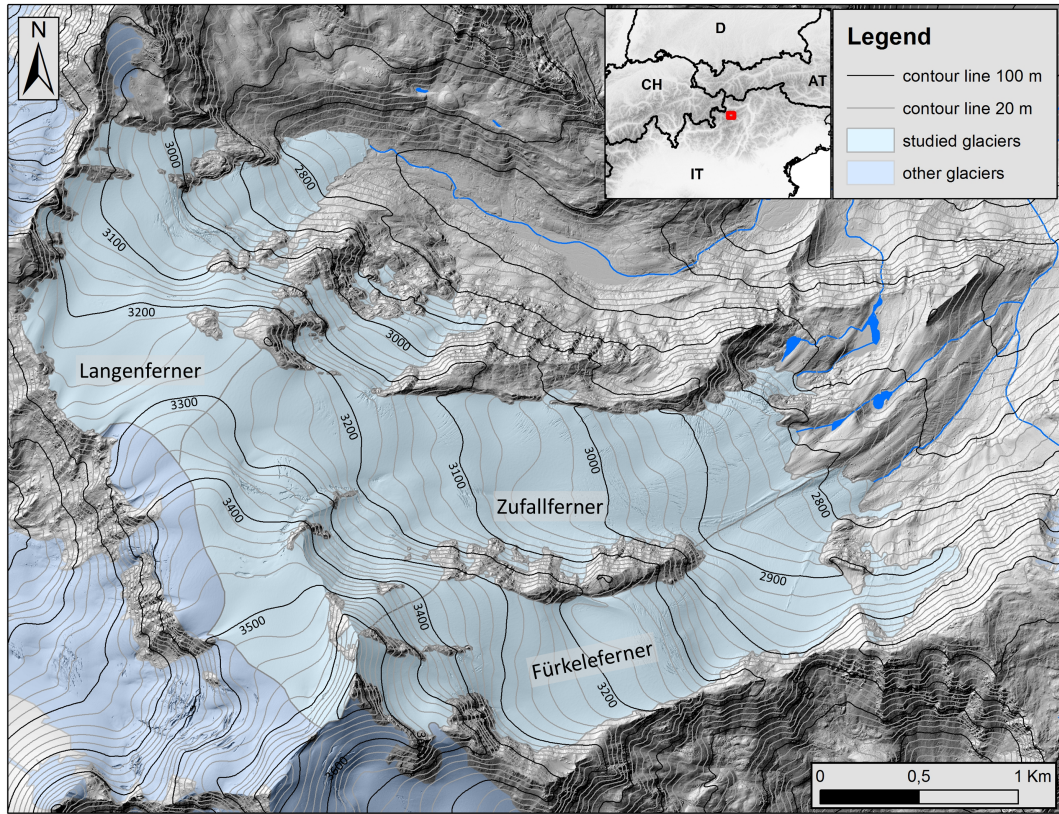 N
D
CH
AT
IT
Legend
contour line 100 m
contour line 20 m
studied glaciers
other glaciers
3000
2800
3100
3200
3000
Langenferner
3300
3200
3100
3000
3400
Zufallferner
2800
2900
3500
3400
Fürkeleferner
3200
0 0,5 1 Km